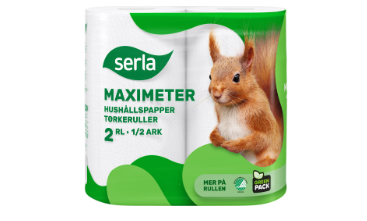 serla
MAXIMETER
HUSHÅLLSPAPPER
TØRKERULLER
2 RL · 1/2 ARK
MER PÅ
RULLEN
GREEN
PACK